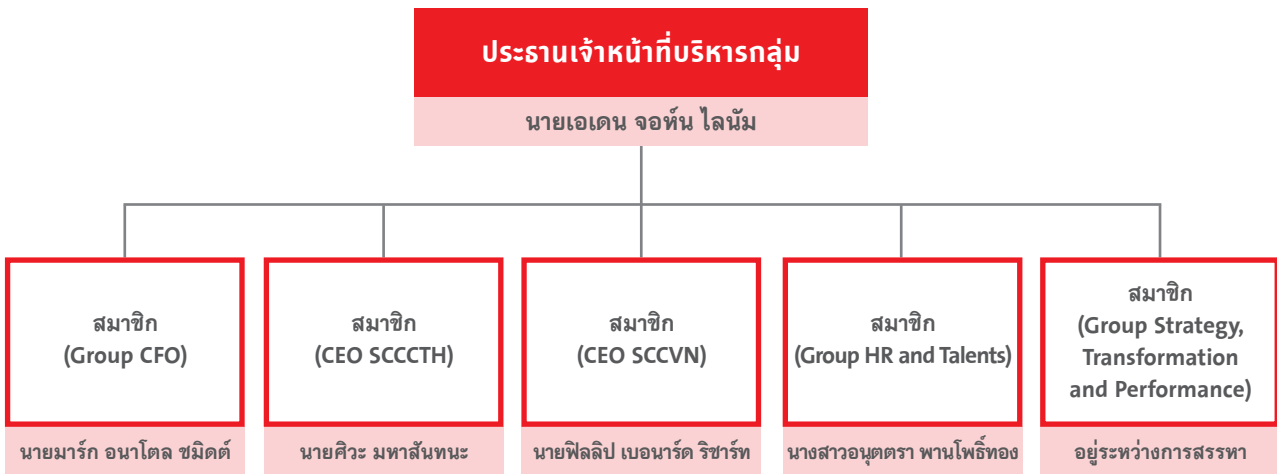 ประธานเจ้าหน้าที่บริหารกลุ่ม
นายเอเดน จอห์น ไลนัม
สมาชิก
(Group CFO)
นายมาร์ก อนาโตล ชมิดต์
สมาชิก
(CEO SCCCTH)
นายศิวะ มหาสันทนะ
สมาชิก
(CEO SCCVN)
นายฟิลลิป เบอนาร์ด ริชาร์ท
สมาชิก
(Group HR and Talents)
นางสาวอนุตตรา พานโพธิ์ทอง
สมาชิก
(Group Strategy,
Transformation
and Performance)
อยู่ระหว่างการสรรหา